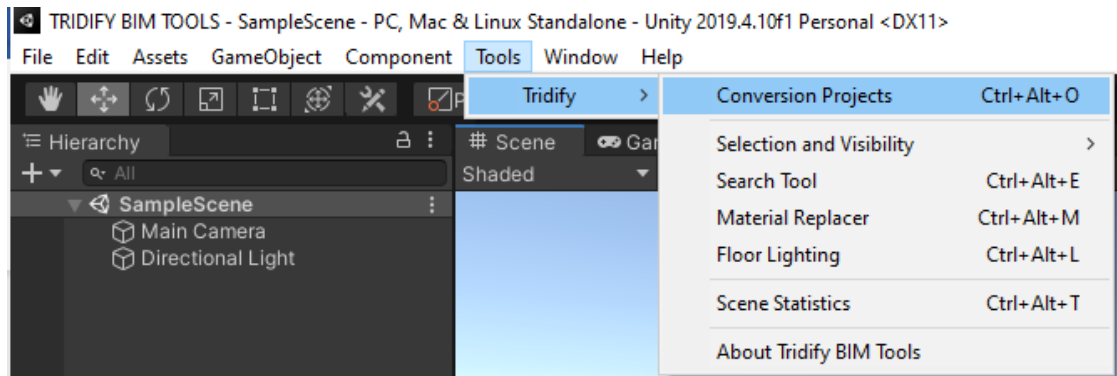 TRIDIFY BIM TOOLS - SampleScene - PC, Mac & Linux Standalone - Unity 2019.4.10f1 Personal <DX11>
File Edit Assets GameObject Component Tools Window Help
P Tridify > Conversion Projects Ctrl+Alt+O
Hierarchy # Scene Gar
Selection and Visibility >
All Shaded
Search Tool Ctrl+Alt+E
SampleScene
Material Replacer Ctrl+Alt+M
Main Camera
Floor Lighting Ctrl+Alt+L
Directional Light
Scene Statistics Ctrl+Alt+T
About Tridify BIM Tools